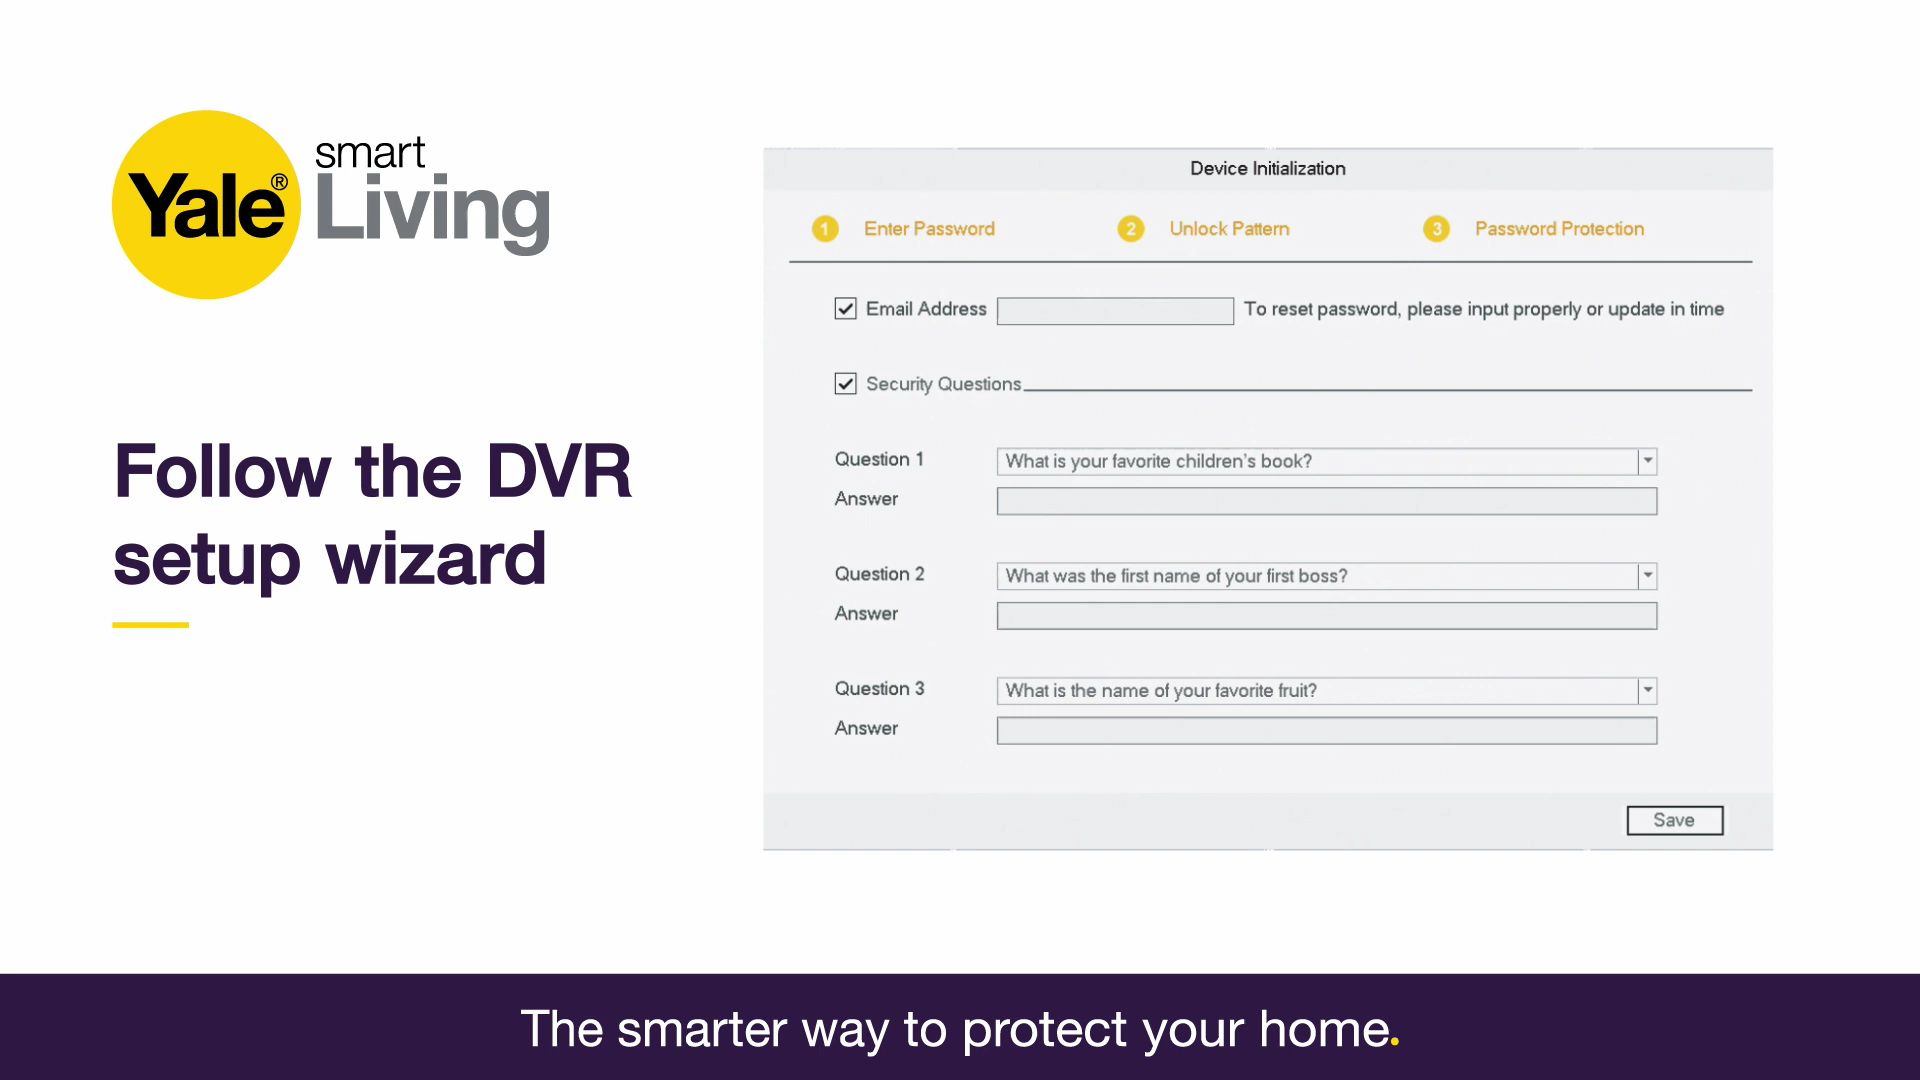 Yale®
smart
Living
Follow the DVR
setup wizard
Device Initialization
1 Enter Password 2 Unlock Pattern 3 Password Protection
Email Address To reset password, please input properly or update in time
Security Questions
Question 1 What is your favorite children's book?
Answer
Question 2 What was the first name of your first boss?
Answer
Question 3 What is the name of your favorite fruit?
Answer
Save
The smarter way to protect your home.